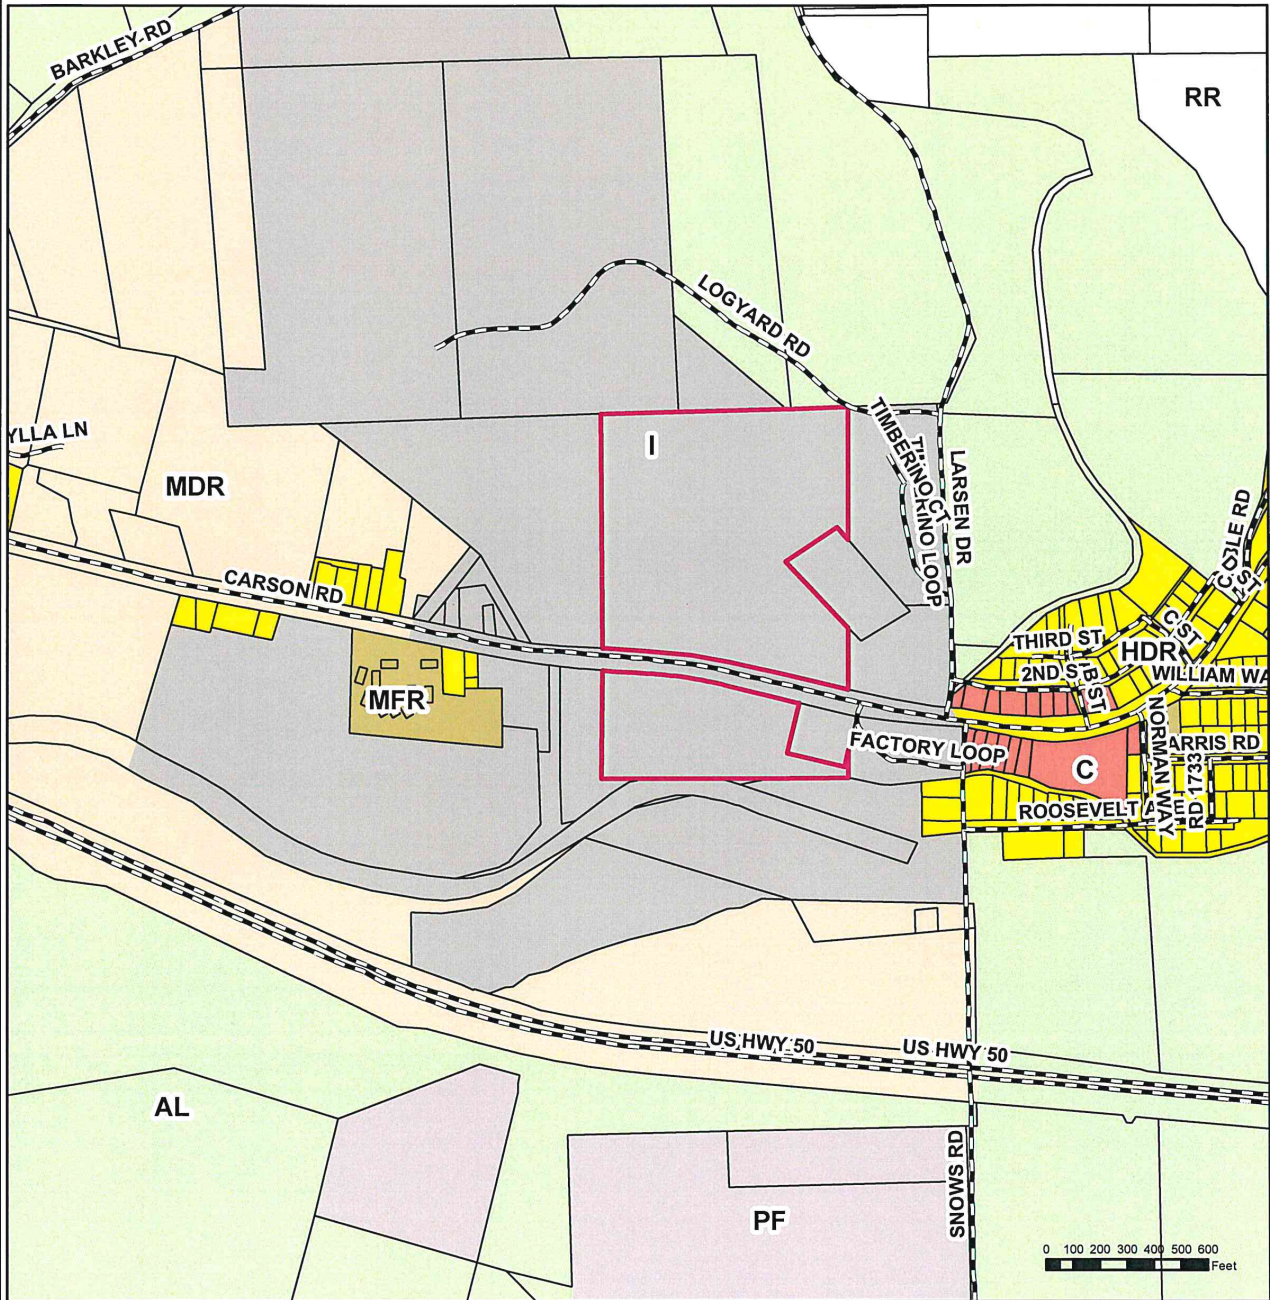 BARKLEY RD
RR
LOGYARD RD
YLLA LN
MDR
I
TIMBERINO CT
LARSEN DR
CARSON RD
THIRD ST
C ST
HDR
2ND ST
B ST
WILLIAM WA
MFR
NORMAN WAY
FACTORY LOOP
ARRIS RD
C
RD 1733
ROOSEVELT
US HWY 50
US HWY 50
AL
SNOWS RD
PF
0 100 200 300 400 500 600
Feet